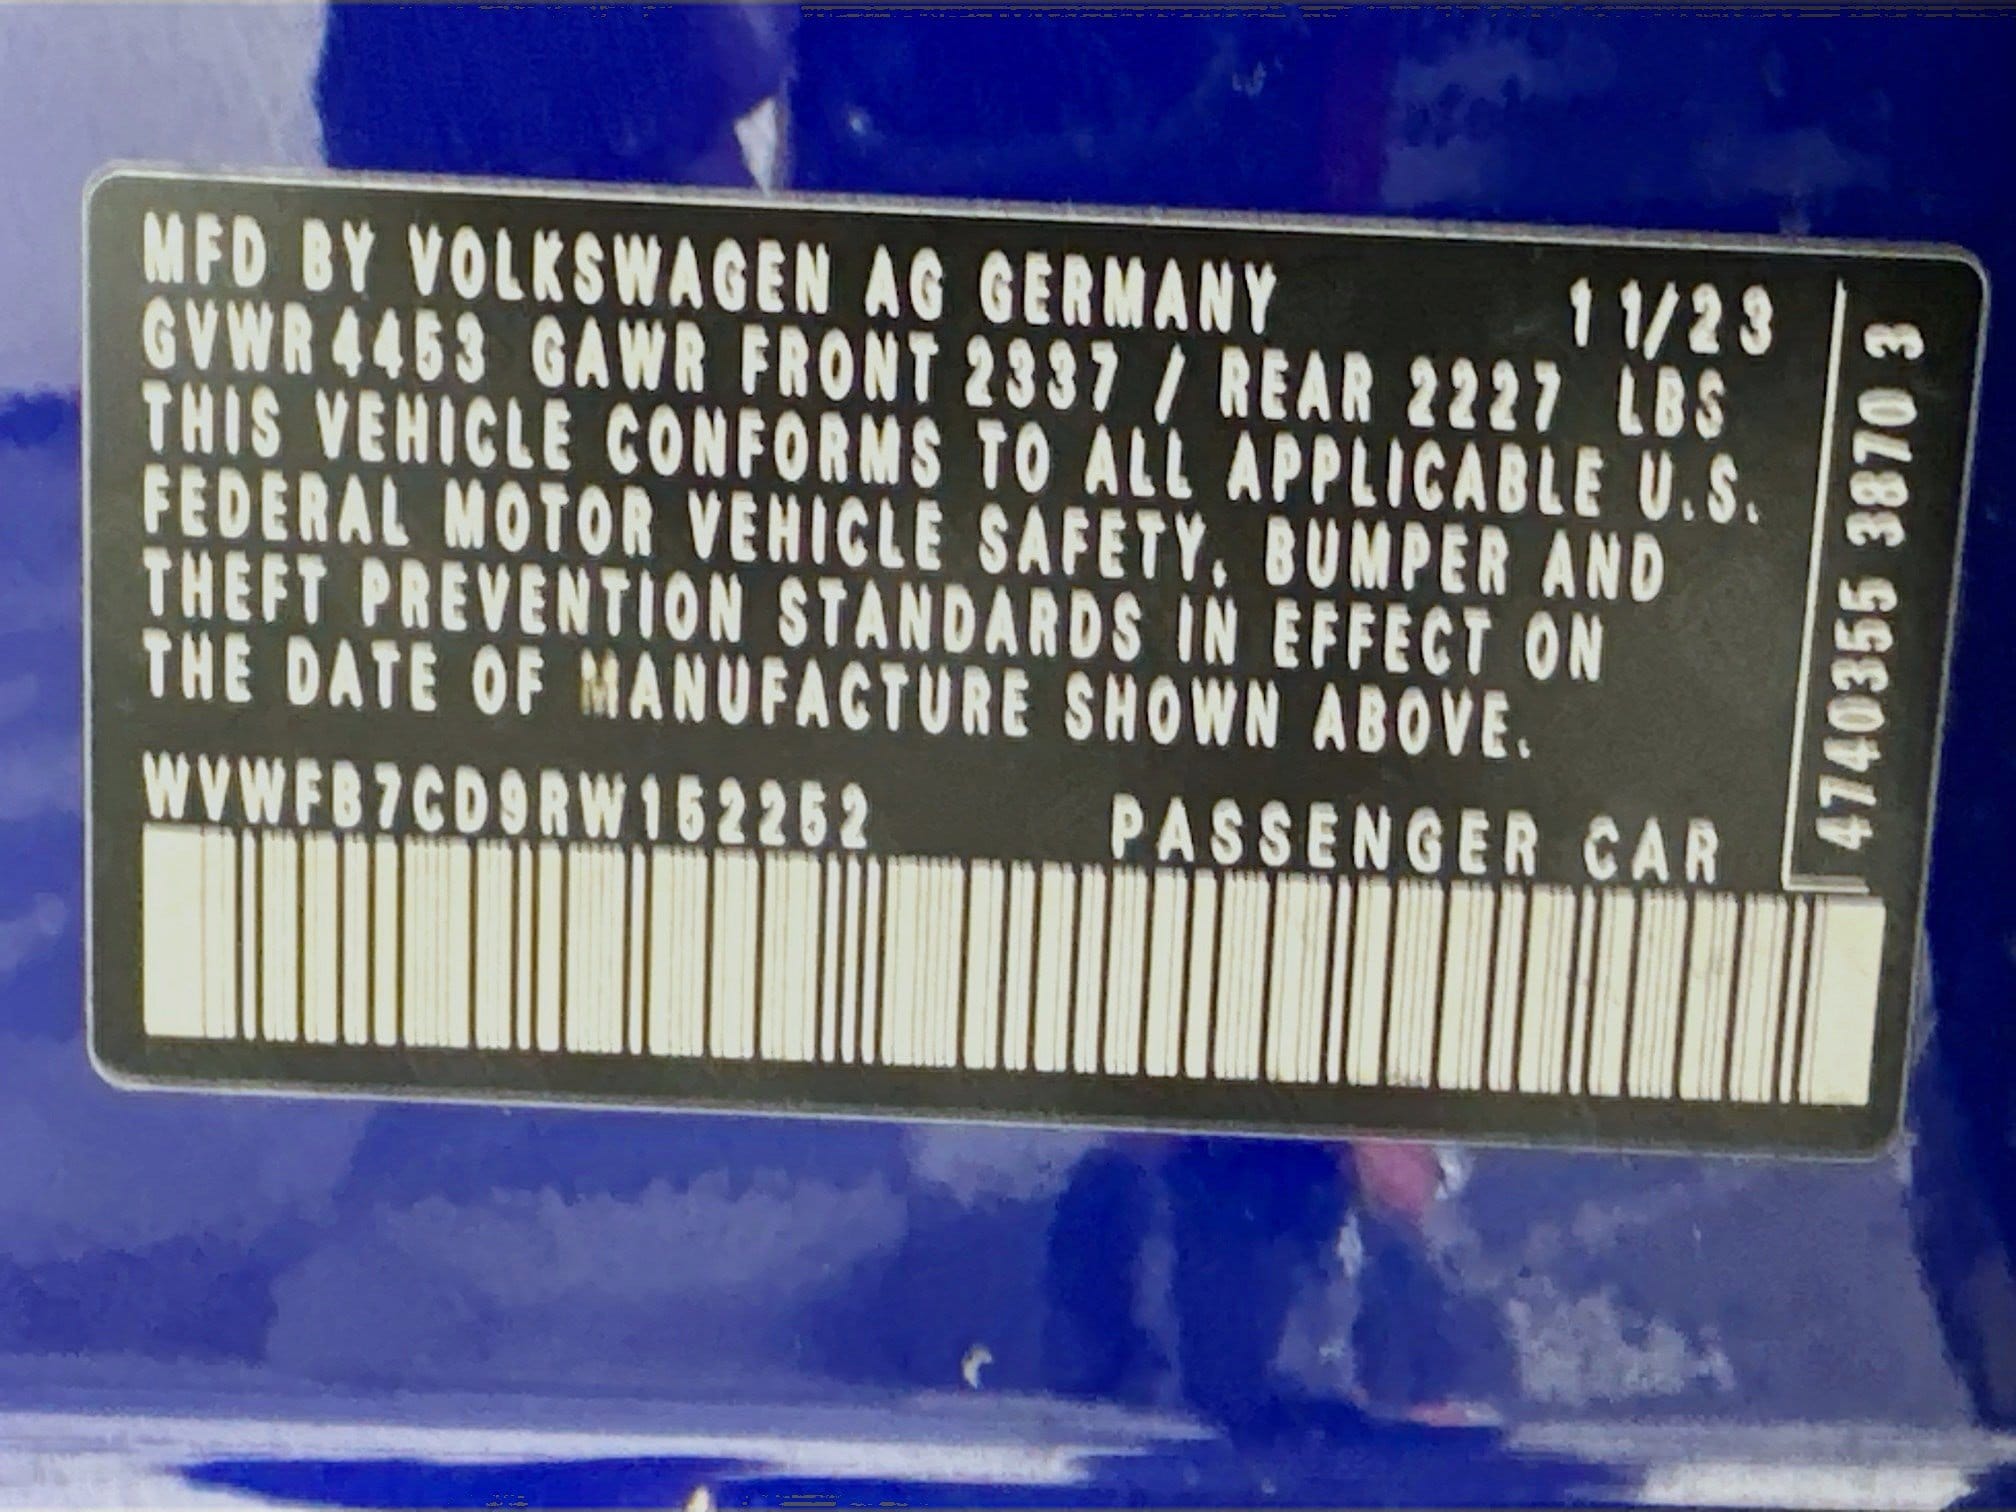 MFD BY VOLKSWAGEN AG GERMANY 11/23
GVWR 4453 GAWR FRONT 2337 / REAR 2227 LBS
THIS VEHICLE CONFORMS TO ALL APPLICABLE U.S.
FEDERAL MOTOR VEHICLE SAFETY, BUMPER AND
THEFT PREVENTION STANDARDS IN EFFECT ON
THE DATE OF MANUFACTURE SHOWN ABOVE.
WVWFB7CD9RW152252 PASSENGER CAR
4740355 3870 3